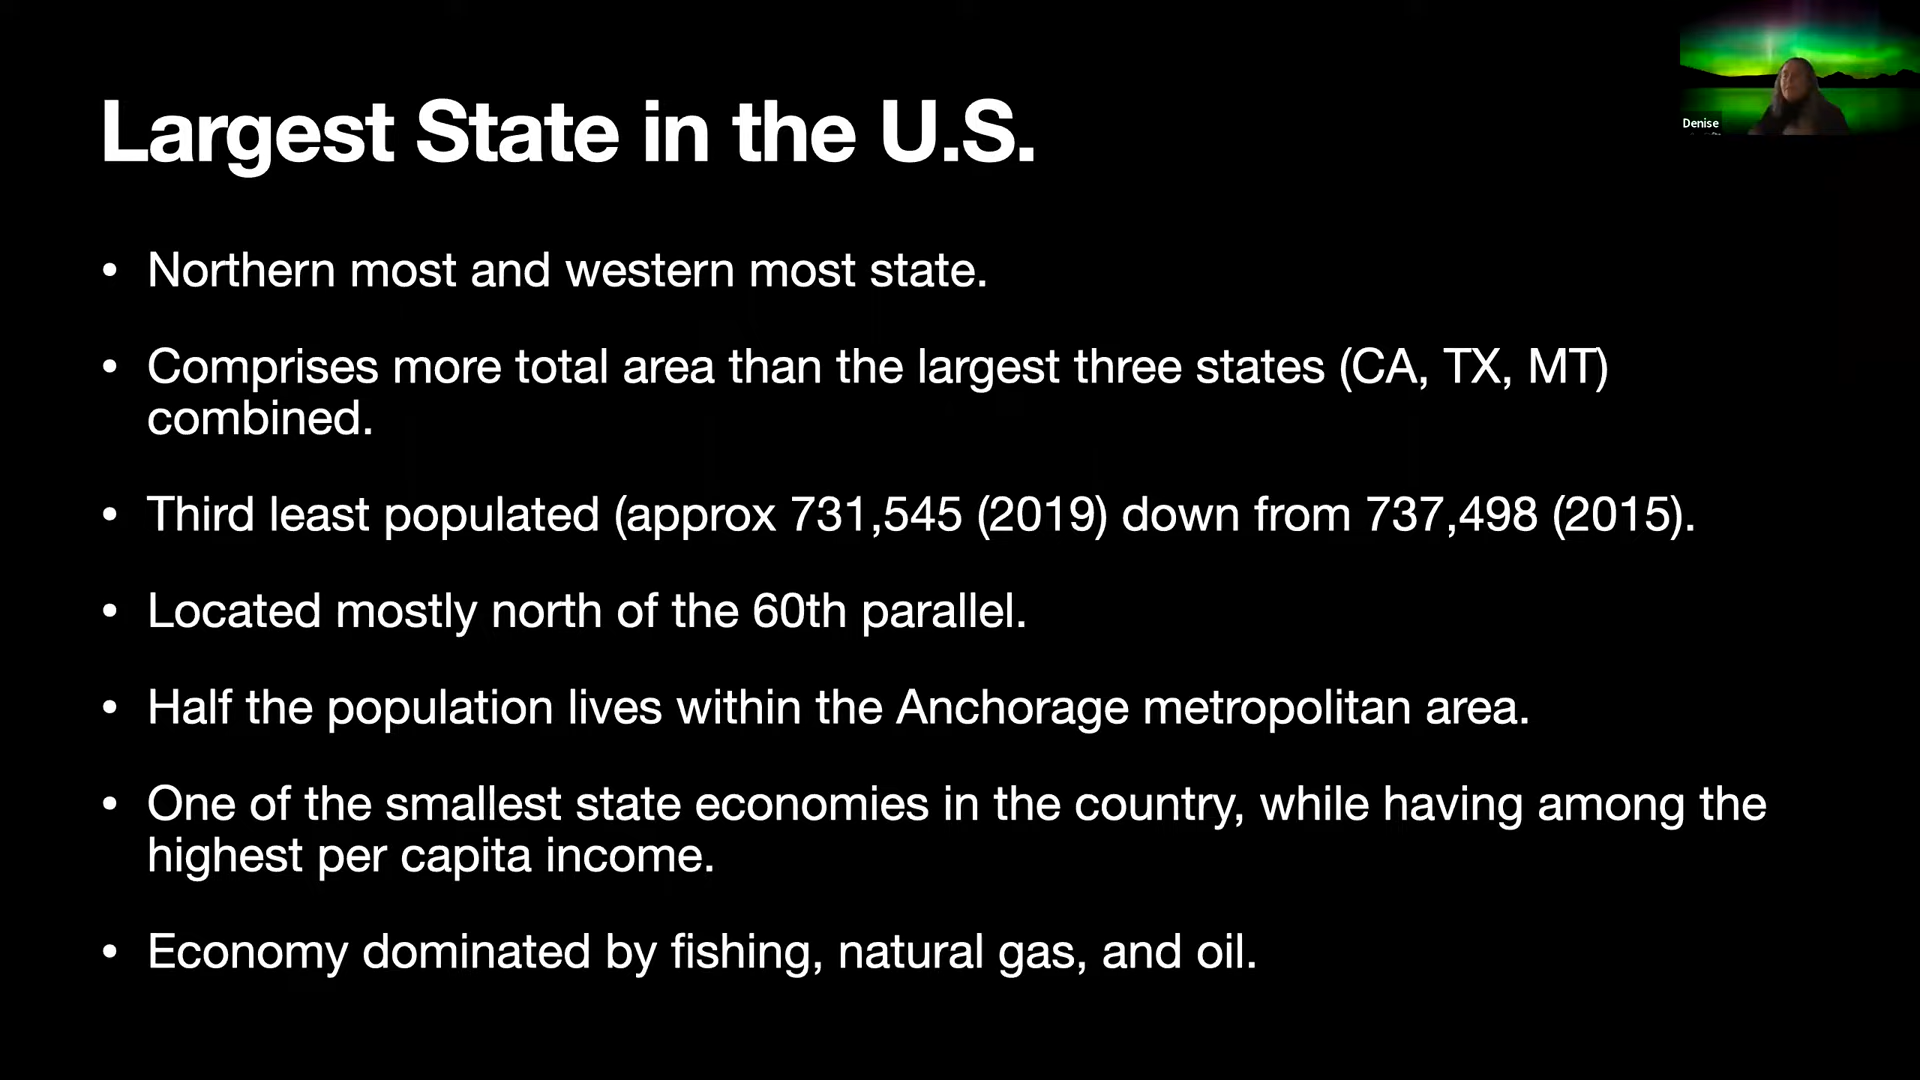 Largest State in the U.S.
Denise
• Northern most and western most state.
• Comprises more total area than the largest three states (CA, TX, MT)
combined.
• Third least populated (approx 731,545 (2019) down from 737,498 (2015).
• Located mostly north of the 60th parallel.
• Half the population lives within the Anchorage metropolitan area.
• One of the smallest state economies in the country, while having among the
highest per capita income.
• Economy dominated by fishing, natural gas, and oil.